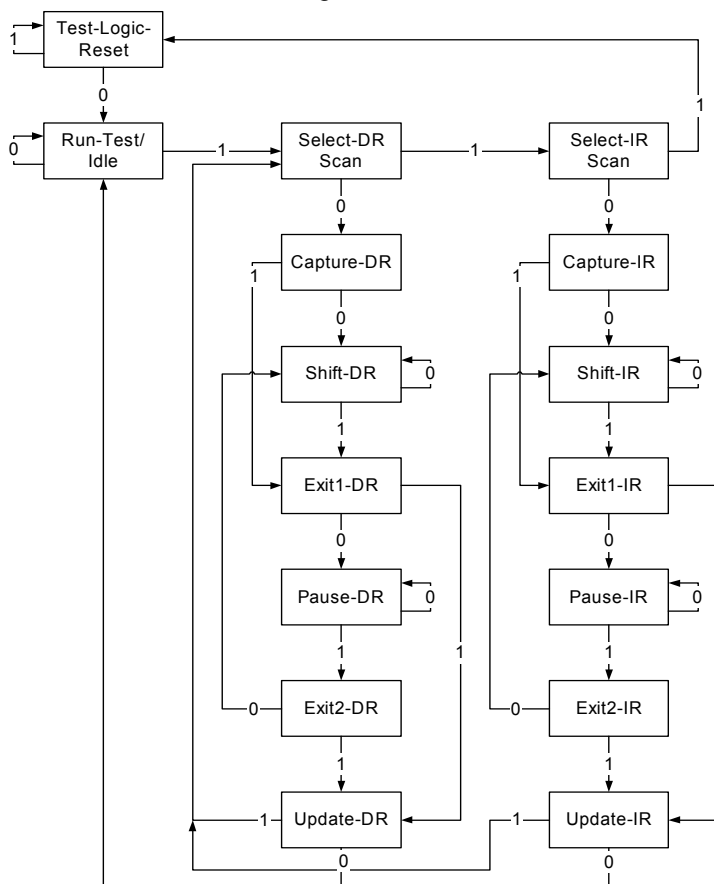 Test-Logic-
Reset
1
0
1
Run-Test/
Idle
0
1
Select-DR
Scan
1
Select-IR
Scan
0
0
Capture-DR
1
Capture-IR
1
0
0
Shift-DR
0
Shift-IR
0
1
1
Exit1-DR
Exit1-IR
0
0
Pause-DR
0
Pause-IR
0
1
1
1
Exit2-DR
0
Exit2-IR
0
1
1
Update-DR
1
Update-IR
1
0
0